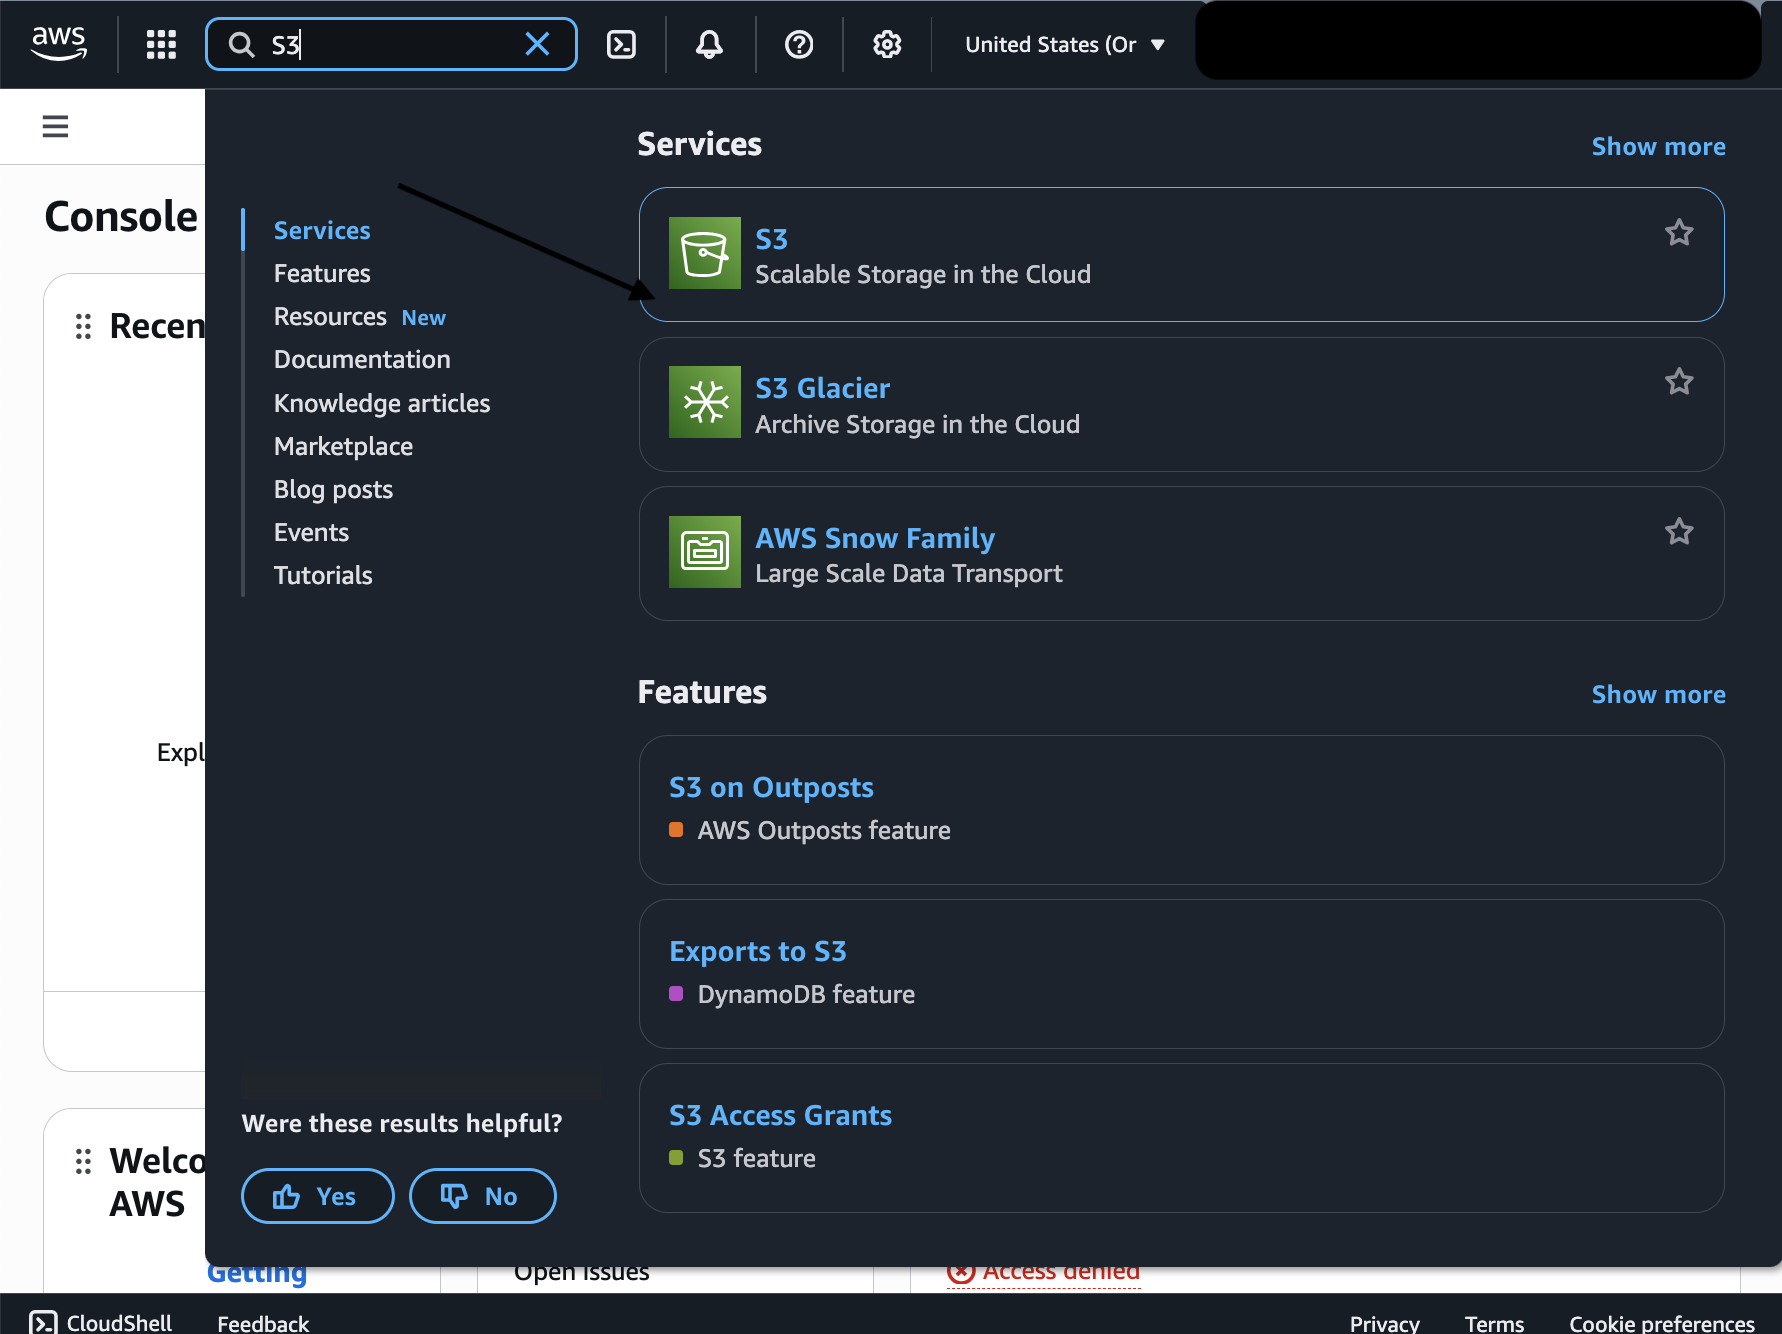 aws
S3
United States (Or
Console
Recen
Expl
Welco
AWS
Getting
Open issues
Access denied
Services
Features
Resources New
Documentation
Knowledge articles
Marketplace
Blog posts
Events
Tutorials
Were these results helpful?
Yes
No
Services
Show more
S3
Scalable Storage in the Cloud
S3 Glacier
Archive Storage in the Cloud
AWS Snow Family
Large Scale Data Transport
Features
Show more
S3 on Outposts
AWS Outposts feature
Exports to S3
DynamoDB feature
S3 Access Grants
S3 feature
CloudShell
Feedback
Privacy
Terms
Cookie preferences